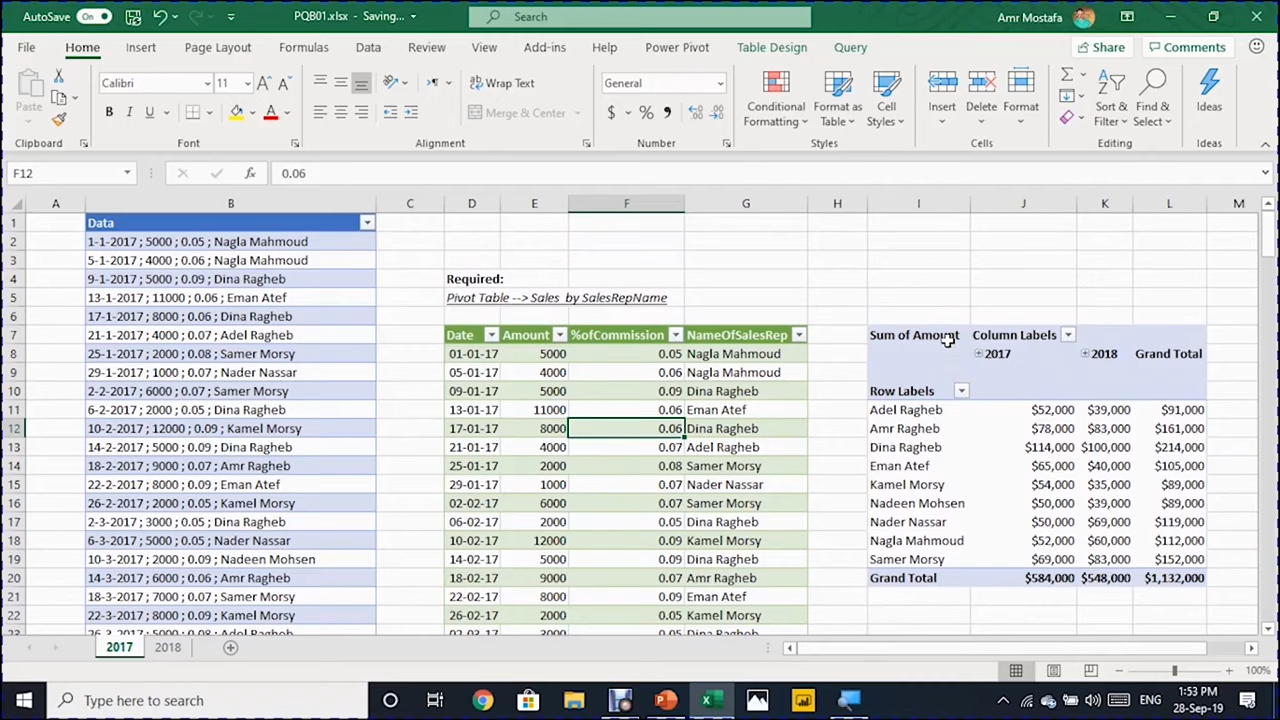 AutoSave On PQB01.xlsx - Saving... Search Amr Mostafa
File Home Insert Page Layout Formulas Data Review View Add-ins Help Power Pivot Table Design Query Share Comments
Calibri 11 Wrap Text General
Paste B I U Merge & Center $ % Conditional Formatting Format as Table Cell Styles Insert Delete Format Sort & Filter Find & Select Ideas
Clipboard Font Alignment Number Styles Cells Editing Ideas
F12 fx 0.06
A B C D E F G H I J K L M
1 Data
2 1-1-2017 ; 5000 ; 0.05 ; Nagla Mahmoud
3 5-1-2017 ; 4000 ; 0.06 ; Nagla Mahmoud
4 9-1-2017 ; 5000 ; 0.09 ; Dina Ragheb Required:
5 13-1-2017 ; 11000 ; 0.06 ; Eman Atef Pivot Table --> Sales by SalesRepName
6 17-1-2017 ; 8000 ; 0.06 ; Dina Ragheb
7 21-1-2017 ; 4000 ; 0.07 ; Adel Ragheb Date Amount %ofCommission NameOfSalesRep Sum of Amount Column Labels
8 25-1-2017 ; 2000 ; 0.08 ; Samer Morsy 01-01-17 5000 0.05 Nagla Mahmoud 2017 2018 Grand Total
9 29-1-2017 ; 1000 ; 0.07 ; Nader Nassar 05-01-17 4000 0.06 Nagla Mahmoud
10 2-2-2017 ; 6000 ; 0.07 ; Samer Morsy 09-01-17 5000 0.09 Dina Ragheb Row Labels
11 6-2-2017 ; 2000 ; 0.05 ; Dina Ragheb 13-01-17 11000 0.06 Eman Atef Adel Ragheb $52,000 $39,000 $91,000
12 10-2-2017 ; 12000 ; 0.09 ; Kamel Morsy 17-01-17 8000 0.06 Dina Ragheb Amr Ragheb $78,000 $83,000 $161,000
13 14-2-2017 ; 5000 ; 0.09 ; Dina Ragheb 21-01-17 4000 0.07 Adel Ragheb Dina Ragheb $114,000 $100,000 $214,000
14 18-2-2017 ; 9000 ; 0.07 ; Amr Ragheb 25-01-17 2000 0.08 Samer Morsy Eman Atef $65,000 $40,000 $105,000
15 22-2-2017 ; 8000 ; 0.09 ; Eman Atef 29-01-17 1000 0.07 Nader Nassar Kamel Morsy $54,000 $35,000 $89,000
16 26-2-2017 ; 2000 ; 0.05 ; Kamel Morsy 02-02-17 6000 0.07 Samer Morsy Nadeen Mohsen $50,000 $39,000 $89,000
17 2-3-2017 ; 3000 ; 0.05 ; Dina Ragheb 06-02-17 2000 0.05 Dina Ragheb Nader Nassar $50,000 $69,000 $119,000
18 6-3-2017 ; 5000 ; 0.05 ; Nader Nassar 10-02-17 12000 0.09 Kamel Morsy Nagla Mahmoud $52,000 $60,000 $112,000
19 10-3-2017 ; 2000 ; 0.09 ; Nadeen Mohsen 14-02-17 5000 0.09 Dina Ragheb Samer Morsy $69,000 $83,000 $152,000
20 14-3-2017 ; 6000 ; 0.06 ; Amr Ragheb 18-02-17 9000 0.07 Amr Ragheb Grand Total $584,000 $548,000 $1,132,000
21 18-3-2017 ; 7000 ; 0.07 ; Samer Morsy 22-02-17 8000 0.09 Eman Atef
22 22-3-2017 ; 8000 ; 0.09 ; Kamel Morsy 26-02-17 2000 0.05 Kamel Morsy
23 26-3-2017 ; 5000 ; 0.08 ; Adel Ragheb 02-03-17 3000 0.05 Dina Ragheb
2017 2018
100%
Type here to search ENG 1:53 PM
28-Sep-19